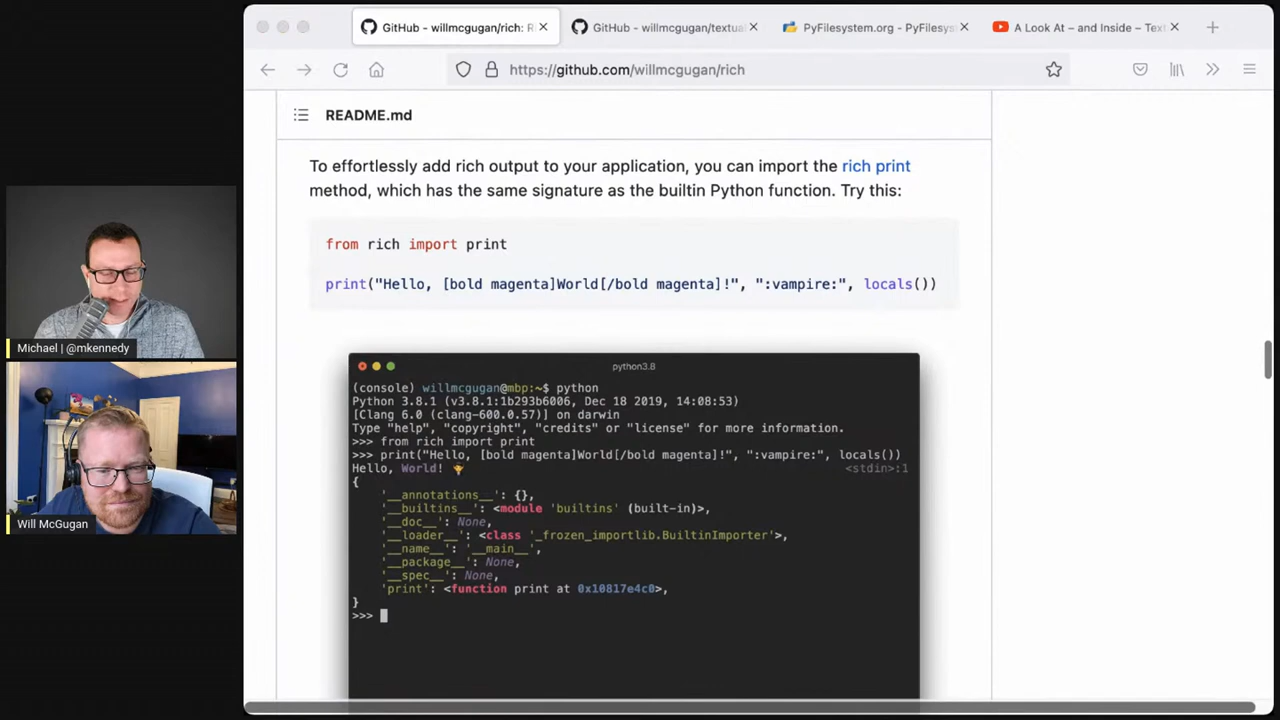 GitHub - willmcgugan/rich: R
GitHub - willmcgugan/textual
PyFilesystem.org - PyFilesys
A Look At – and Inside – Tex
https://github.com/willmcgugan/rich
README.md
To effortlessly add rich output to your application, you can import the rich print
method, which has the same signature as the builtin Python function. Try this:
from rich import print
print("Hello, [bold magenta]World[/bold magenta]!", ":vampire:", locals())
python3.8
(console) willmcgugan@mbp:~$ python
Python 3.8.1 (v3.8.1:1b293b6006, Dec 18 2019, 14:08:53)
[Clang 6.0 (clang-600.0.57)] on darwin
Type "help", "copyright", "credits" or "license" for more information.
>>> from rich import print
>>> print("Hello, [bold magenta]World[/bold magenta]!", ":vampire:", locals())
Hello, World! <stdin>:1
{
'__annotations__': {},
'__builtins__': <module 'builtins' (built-in)>,
'__doc__': None,
'__loader__': <class '_frozen_importlib.BuiltinImporter'>,
'__name__': '__main__',
'__package__': None,
'__spec__': None,
'print': <function print at 0x10817e4c0>,
}
>>>
Michael | @mkennedy
Will McGugan